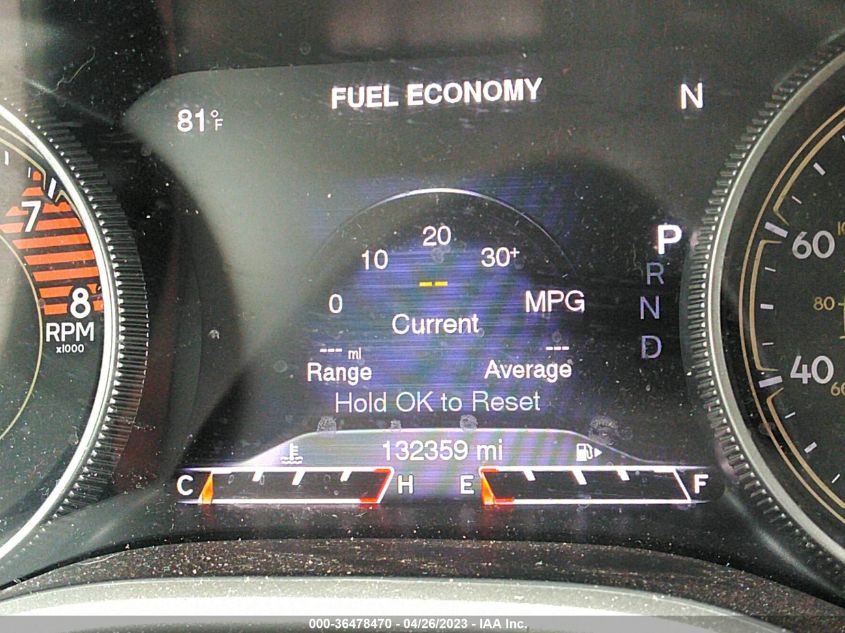 FUEL ECONOMY
N
81°F
7
8
RPM
x1000
0
10
20
30+
MPG
--
Current
--- mi
Range
---
Average
Hold OK to Reset
P
R
N
D
132359 mi
C
H
E
F
60
80
40
000-36478470 - 04/26/2023 - IAA Inc.